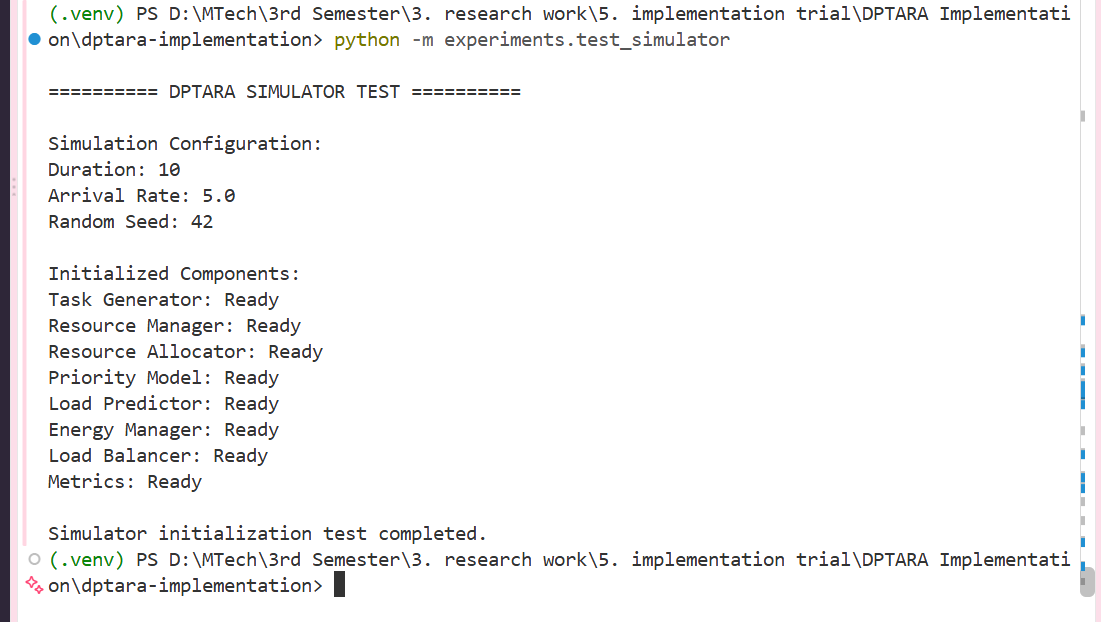 (.venv) PS D:\MTech\3rd Semester\3. research work\5. implementation trial\DPTARA Implementati
on\dptara-implementation> python -m experiments.test_simulator
========== DPTARA SIMULATOR TEST ==========
Simulation Configuration:
Duration: 10
Arrival Rate: 5.0
Random Seed: 42
Initialized Components:
Task Generator: Ready
Resource Manager: Ready
Resource Allocator: Ready
Priority Model: Ready
Load Predictor: Ready
Energy Manager: Ready
Load Balancer: Ready
Metrics: Ready
Simulator initialization test completed.
(.venv) PS D:\MTech\3rd Semester\3. research work\5. implementation trial\DPTARA Implementati
on\dptara-implementation>